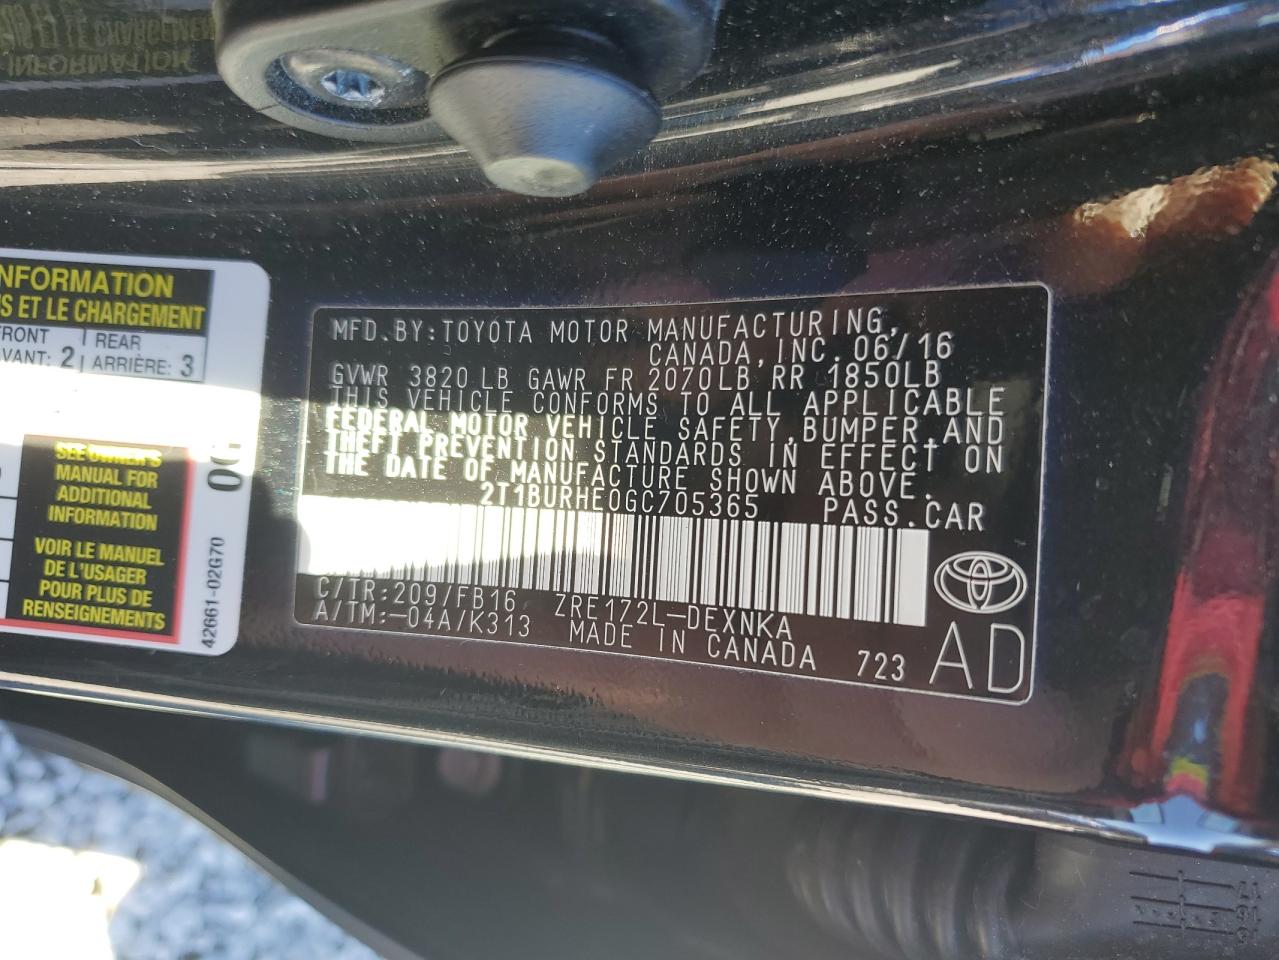 INFORMATION
NFORMATION
S ET LE CHARGEMENT
FRONT
AVANT: 2
REAR
ARRIÈRE: 3
SEE OWNER'S
MANUAL FOR
ADDITIONAL
INFORMATION
VOIR LE MANUEL
DE L'USAGER
POUR PLUS DE
RENSEIGNEMENTS
42661-02G70
MFD.BY:TOYOTA MOTOR MANUFACTURING,
CANADA,INC.06/16
GVWR 3820LB GAWR FR 2070LB RR 1850LB
THIS VEHICLE CONFORMS TO ALL APPLICABLE
FEDERAL MOTOR VEHICLE SAFETY,BUMPER,AND
THEFT PREVENTION STANDARDS IN EFFECT ON
THE DATE OF MANUFACTURE SHOWN ABOVE.
2T1BURHE0GC705365 PASS.CAR
C/TR:209/FB16 ZRE172L-DEXNKA
A/TM:-04A/K313 MADE IN CANADA 723
AD